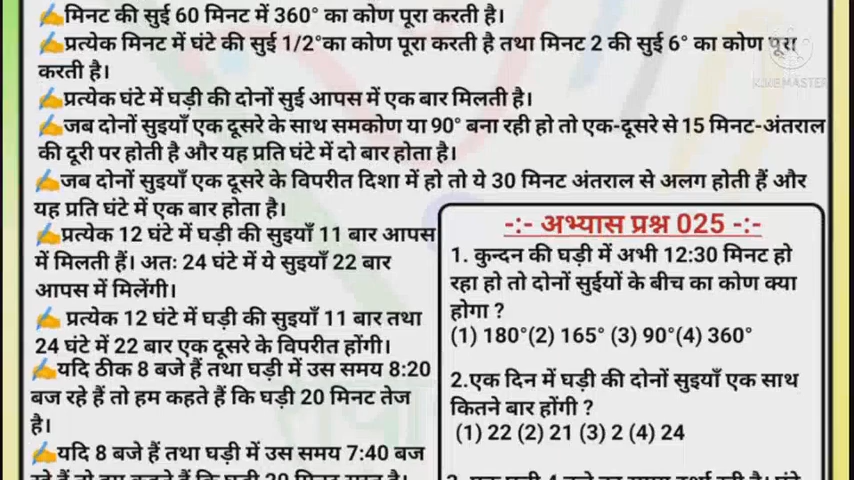 ✍️मिनट की सुई 60 मिनट में 360° का कोण पूरा करती है।
✍️प्रत्येक मिनट में घंटे की सुई 1/2°का कोण पूरा करती है तथा मिनट 2 की सुई 6° का कोण पूरा
करती है।
✍️प्रत्येक घंटे में घड़ी की दोनों सुई आपस में एक बार मिलती है।
✍️जब दोनों सुइयाँ एक दूसरे के साथ समकोण या 90° बना रही हो तो एक-दूसरे से 15 मिनट-अंतराल
की दूरी पर होती है और यह प्रति घंटे में दो बार होता है।
✍️जब दोनों सुइयाँ एक दूसरे के विपरीत दिशा में हो तो ये 30 मिनट अंतराल से अलग होती हैं और
यह प्रति घंटे में एक बार होता है।
✍️प्रत्येक 12 घंटे में घड़ी की सुइयाँ 11 बार आपस
में मिलती हैं। अतः 24 घंटे में ये सुइयाँ 22 बार
आपस में मिलेंगी।
✍️ प्रत्येक 12 घंटे में घड़ी की सुइयाँ 11 बार तथा
24 घंटे में 22 बार एक दूसरे के विपरीत होंगी।
✍️यदि ठीक 8 बजे हैं तथा घड़ी में उस समय 8:20
बज रहे हैं तो हम कहते हैं कि घड़ी 20 मिनट तेज
है।
✍️यदि 8 बजे हैं तथा घड़ी में उस समय 7:40 बज
-:- अभ्यास प्रश्न 025 -:-
1. कुन्दन की घड़ी में अभी 12:30 मिनट हो
रहा हो तो दोनों सुईयों के बीच का कोण क्या
होगा ?
(1) 180°(2) 165° (3) 90°(4) 360°
2.एक दिन में घड़ी की दोनों सुइयाँ एक साथ
कितने बार होंगी ?
(1) 22 (2) 21 (3) 2 (4) 24
KINEMASTER